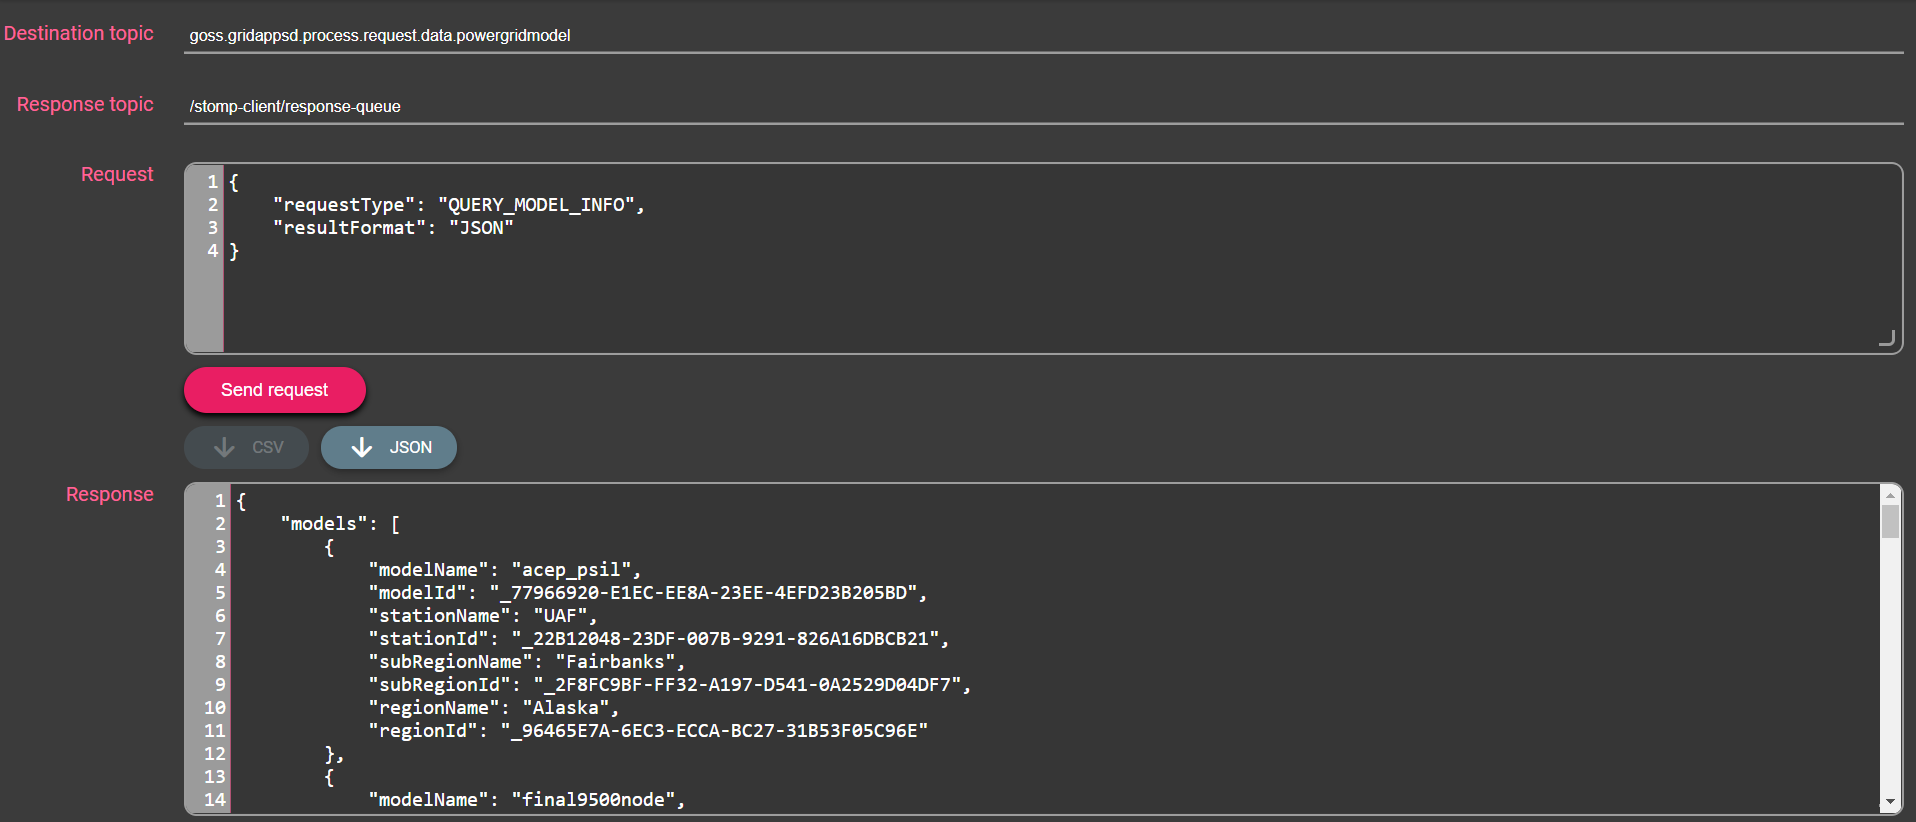 Destination topic
goss.gridappsd.process.request.data.powergridmodel
Response topic
/stomp-client/response-queue
Request
1 {
2     "requestType": "QUERY_MODEL_INFO",
3     "resultFormat": "JSON"
4 }
Send request
CSV
JSON
Response
1 {
2     "models": [
3         {
4             "modelName": "acep_psil",
5             "modelId": "_77966920-E1EC-EE8A-23EE-4EFD23B205BD",
6             "stationName": "UAF",
7             "stationId": "_22B12048-23DF-007B-9291-826A16DBCB21",
8             "subRegionName": "Fairbanks",
9             "subRegionId": "_2F8FC9BF-FF32-A197-D541-0A2529D04DF7",
10             "regionName": "Alaska",
11             "regionId": "_96465E7A-6EC3-ECCA-BC27-31B53F05C96E"
12         },
13         {
14             "modelName": "final9500node",